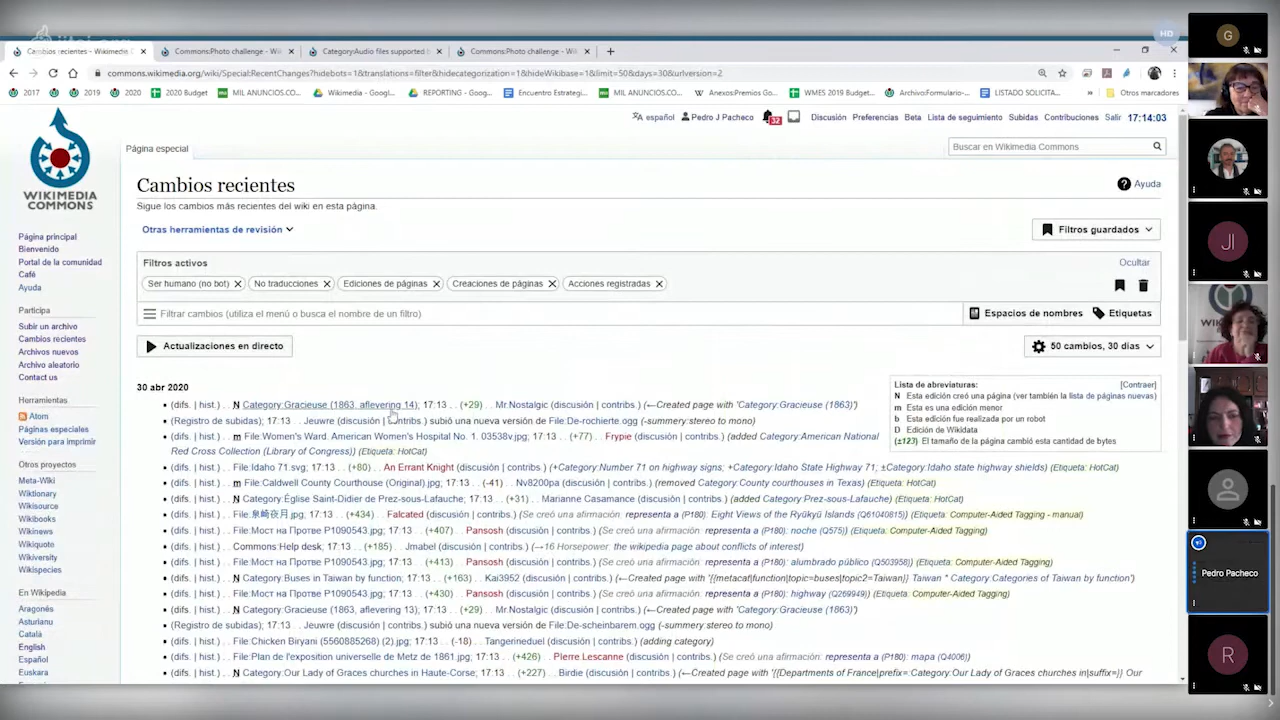 Cambios recientes - Wikimedia C
Commons:Photo challenge - Wiki
Category:Audio files supported b
Commons:Photo challenge - Wiki
commons.wikimedia.org/wiki/Special:RecentChanges?hidebots=1&translations=filter&hidecategorization=1&hideWikibase=1&limit=50&days=30&urlversion=2
2017 2019 2020 2020 Budget MIL ANUNCIOS.CO... Wikimedia - Googl... REPORTING - Googl... Encuentro Estrategi... MIL ANUNCIOS.CO... Anexos:Premios Go... WMES 2019 Budget... Archivo:Formulario-... LISTADO SOLICITA... » Otros marcadores
español Pedro J Pacheco 32 Discusión Preferencias Beta Lista de seguimiento Subidas Contribuciones Salir 17:14:03
Página especial
Buscar en Wikimedia Commons
WIKIMEDIA
COMMONS
Cambios recientes
Ayuda
Sigue los cambios más recientes del wiki en esta página.
Otras herramientas de revisión
Filtros guardados
Filtros activos
Ocultar
Ser humano (no bot) No traducciones Ediciones de páginas Creaciones de páginas Acciones registradas
Filtrar cambios (utiliza el menú o busca el nombre de un filtro)
Espacios de nombres
Etiquetas
Actualizaciones en directo
50 cambios, 30 días
Página principal
Bienvenido
Portal de la comunidad
Café
Ayuda
Participa
Subir un archivo
Cambios recientes
Archivos nuevos
Archivo aleatorio
Contact us
Herramientas
Atom
Páginas especiales
Versión para imprimir
Otros proyectos
Meta-Wiki
Wiktionary
Wikisource
Wikibooks
Wikinews
Wikiquote
Wikiversity
Wikispecies
En Wikipedia
Aragonés
Asturianu
Català
English
Español
Euskara
30 abr 2020
(difs. | hist.) . . N Category:Gracieuse (1863, aflevering 14); 17:13 . . (+29) . . Mr.Nostalgic (discusión | contribs.) (←Created page with 'Category:Gracieuse (1863)')
(Registro de subidas); 17:13 . . Jeuwre (discusión | contribs.) subió una nueva versión de File:De-rochierte.ogg (-summery stereo to mono)
(difs. | hist.) . . m File:Women's Ward. American Women's Hospital No. 1. 03538v.jpg; 17:13 . . (+77) . . Frypie (discusión | contribs.) (added Category:American National
Red Cross Collection (Library of Congress)) (Etiqueta: HotCat)
(difs. | hist.) . . File:Idaho 71.svg; 17:13 . . (+80) . . An Errant Knight (discusión | contribs.) (+Category:Number 71 on highway signs; +Category:Idaho State Highway 71; ±Category:Idaho state highway shields) (Etiqueta: HotCat)
(difs. | hist.) . . m File:Caldwell County Courthouse (Original).jpg; 17:13 . . (-41) . . Nv8200pa (discusión | contribs.) (removed Category:County courthouses in Texas) (Etiqueta: HotCat)
(difs. | hist.) . . N Category:Église Saint-Didier de Prez-sous-Lafauche; 17:13 . . (+31) . . Marianne Casamance (discusión | contribs.) (added Category Prez-sous-Lafauche) (Etiqueta: HotCat)
(difs. | hist.) . . File:泉崎夜月.jpg; 17:13 . . (+434) . . Falcated (discusión | contribs.) (Se creó una afirmación: representa a (P180): Eight Views of the Ryūkyū Islands (Q61040815)) (Etiqueta: Computer-Aided Tagging - manual)
(difs. | hist.) . . File:Мост на Протве P1090543.jpg; 17:13 . . (+407) . . Pansosh (discusión | contribs.) (Se creó una afirmación: representa a (P180): noche (Q575)) (Etiqueta: Computer-Aided Tagging)
(difs. | hist.) . . Commons:Help desk; 17:13 . . (+185) . . Jmabel (discusión | contribs.) (→16 Horsepower: the wikipedia page about conflicts of interest)
(difs. | hist.) . . File:Мост на Протве P1090543.jpg; 17:13 . . (+413) . . Pansosh (discusión | contribs.) (Se creó una afirmación: representa a (P180): alumbrado público (Q503958)) (Etiqueta: Computer-Aided Tagging)
(difs. | hist.) . . N Category:Buses in Taiwan by function; 17:13 . . (+163) . . Kai3952 (discusión | contribs.) (←Created page with '{{metacat|function|topic=buses|topic2=Taiwan}} Taiwan * Category:Categories of Taiwan by function')
(difs. | hist.) . . File:Мост на Протве P1090543.jpg; 17:13 . . (+430) . . Pansosh (discusión | contribs.) (Se creó una afirmación: representa a (P180): highway (Q269949)) (Etiqueta: Computer-Aided Tagging)
(difs. | hist.) . . N Category:Gracieuse (1863, aflevering 13); 17:13 . . (+29) . . Mr.Nostalgic (discusión | contribs.) (←Created page with 'Category:Gracieuse (1863)')
(Registro de subidas); 17:13 . . Jeuwre (discusión | contribs.) subió una nueva versión de File:De-scheinbarem.ogg (-summery stereo to mono)
(difs. | hist.) . . File:Chicken Biryani (5560885268) (2).jpg; 17:13 . . (-18) . . Tangerineduel (discusión | contribs.) (adding category)
(difs. | hist.) . . File:Plan de l'exposition universelle de Metz de 1861.jpg; 17:13 . . (+426) . . PIerre Lescanne (discusión | contribs.) (Se creó una afirmación: representa a (P180): mapa (Q4006))
(difs. | hist.) . . N Category:Our Lady of Graces churches in Haute-Corse; 17:13 . . (+227) . . Birdie (discusión | contribs.) (←Created page with '{{Departments of France|prefix=:Category:Our Lady of Graces churches in|suffix=}} Our
Lista de abreviaturas: [Contraer]
N Esta edición creó una página (ver también la lista de páginas nuevas)
m Esta es una edición menor
b Esta edición fue realizada por un robot
D Edición de Wikidata
(±123) El tamaño de la página cambió esta cantidad de bytes
HD
G
JI
Pedro Pacheco
R